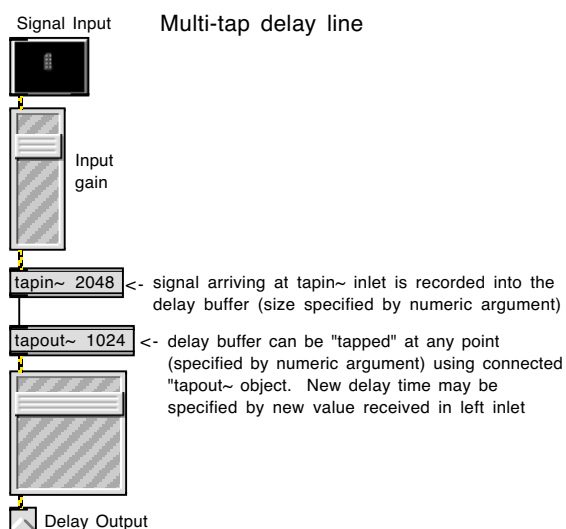 Signal Input
Multi-tap delay line
Input
gain
tapin~ 2048
<- signal arriving at tapin~ inlet is recorded into the
delay buffer (size specified by numeric argument)
tapout~ 1024
<- delay buffer can be "tapped" at any point
(specified by numeric argument) using connected
"tapout~ object. New delay time may be
specified by new value received in left inlet
Delay Output